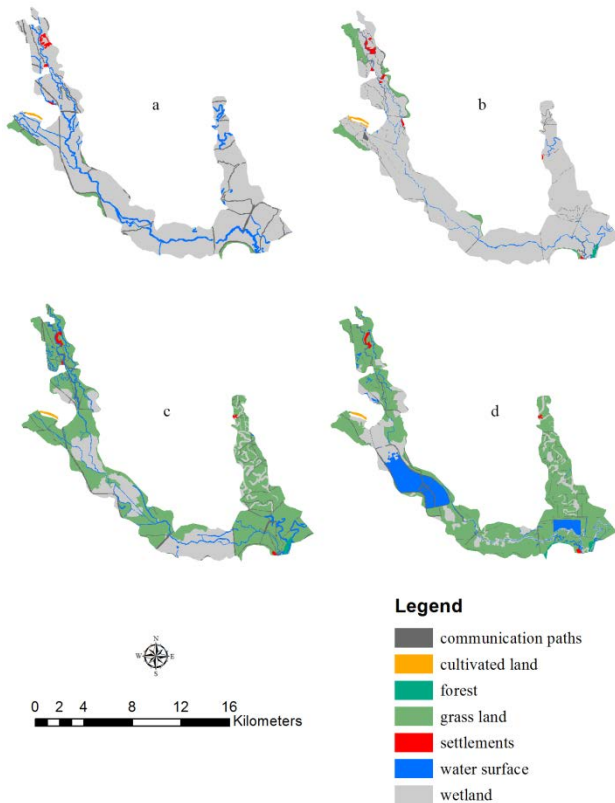 a
b
c
d
Legend
communication paths
cultivated land
forest
grass land
settlements
water surface
wetland
N
W E
S
0 2 4 8 12 16
Kilometers